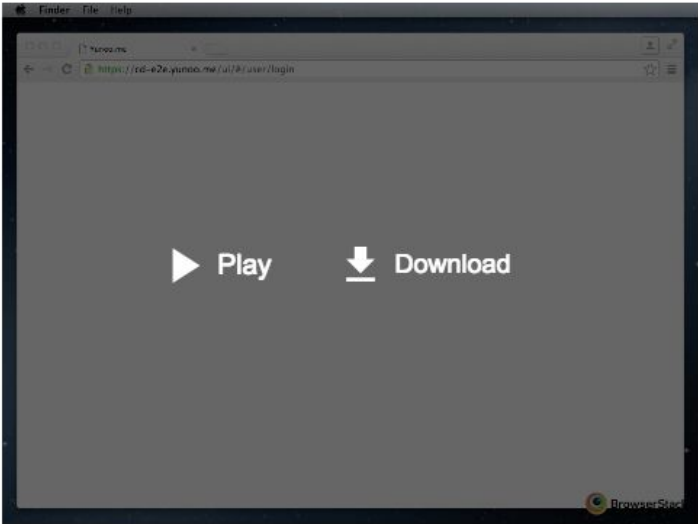 Finder File Help
Yunoo.me
https://cd-e2e.yunoo.me/ui/#/user/login
Play Download
BrowserStack